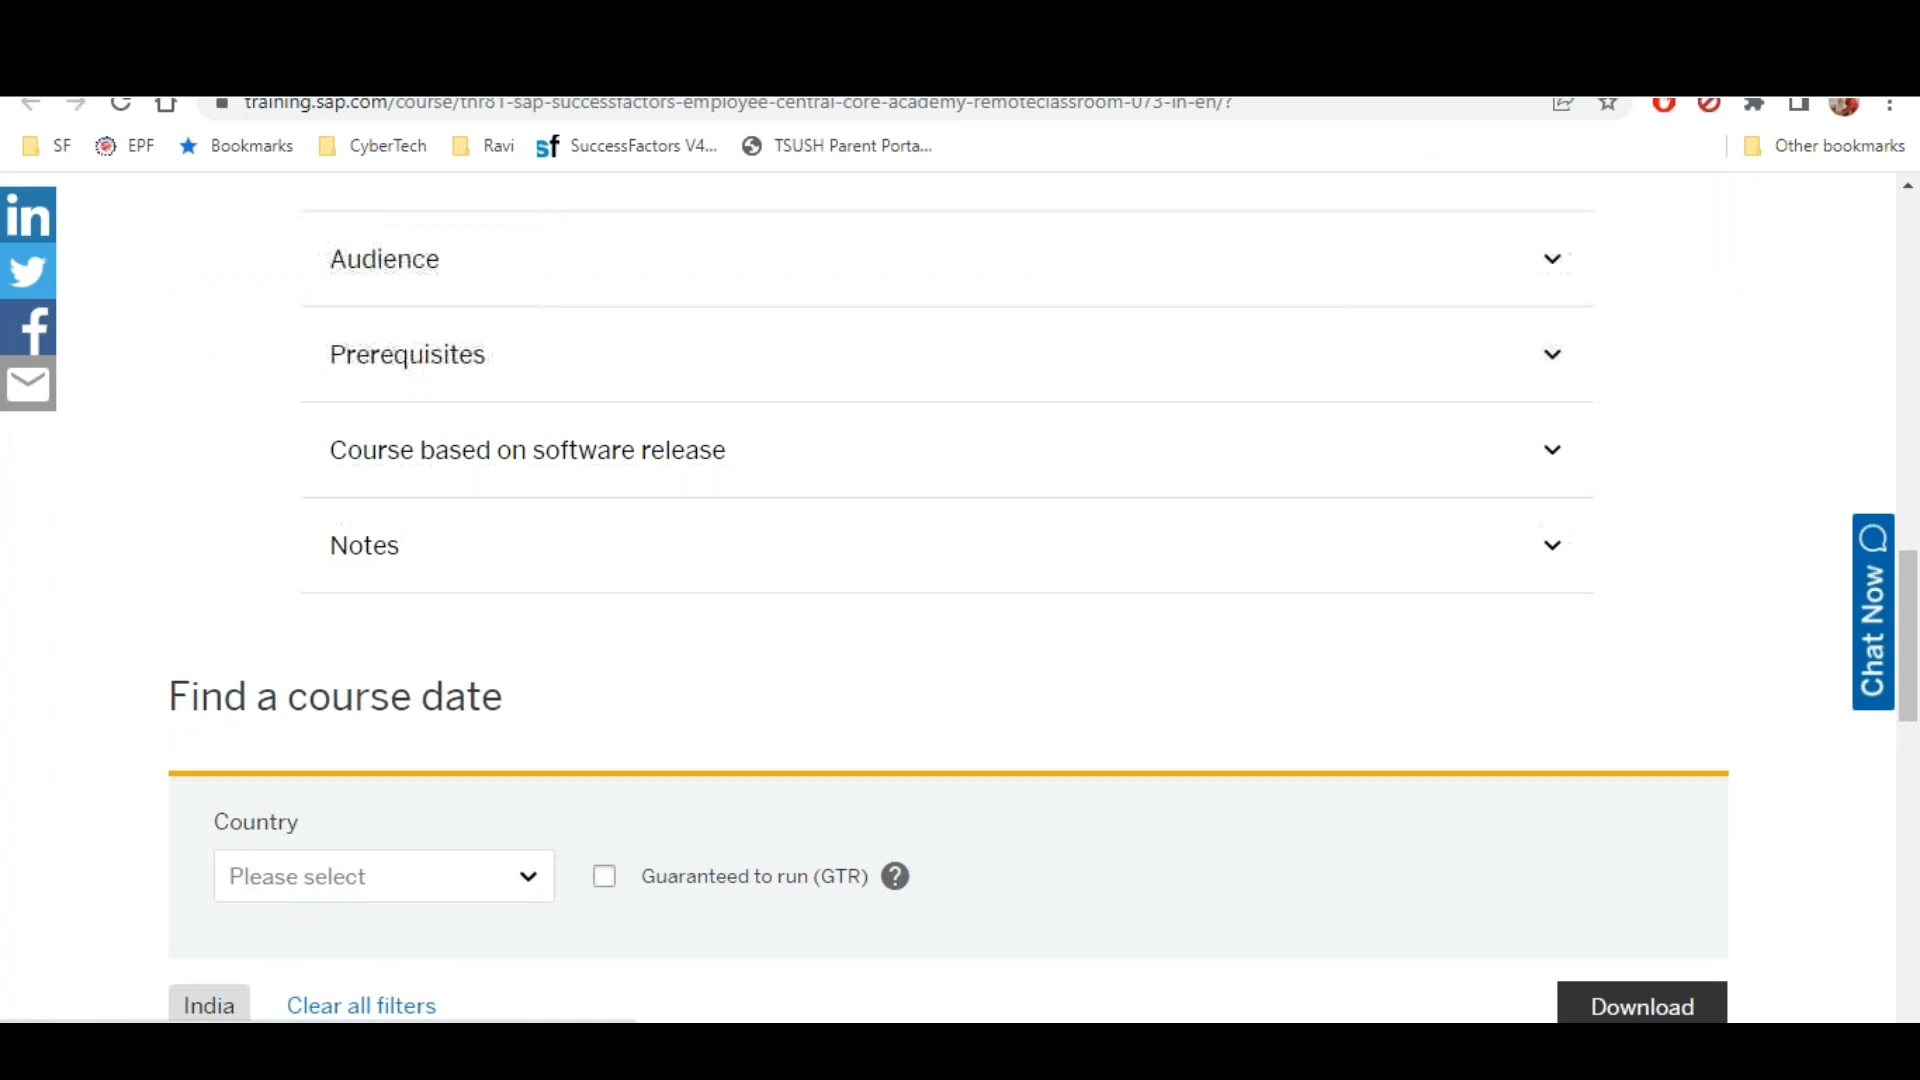 training.sap.com/course/thr81-sap-successfactors-employee-central-core-academy-remoteclassroom-073-in-en/?
SF EPF Bookmarks CyberTech Ravi sf SuccessFactors V4... TSUSH Parent Porta... Other bookmarks
in
Audience
Prerequisites
Course based on software release
Notes
Chat Now
Find a course date
Country
Please select Guaranteed to run (GTR) ?
India Clear all filters Download